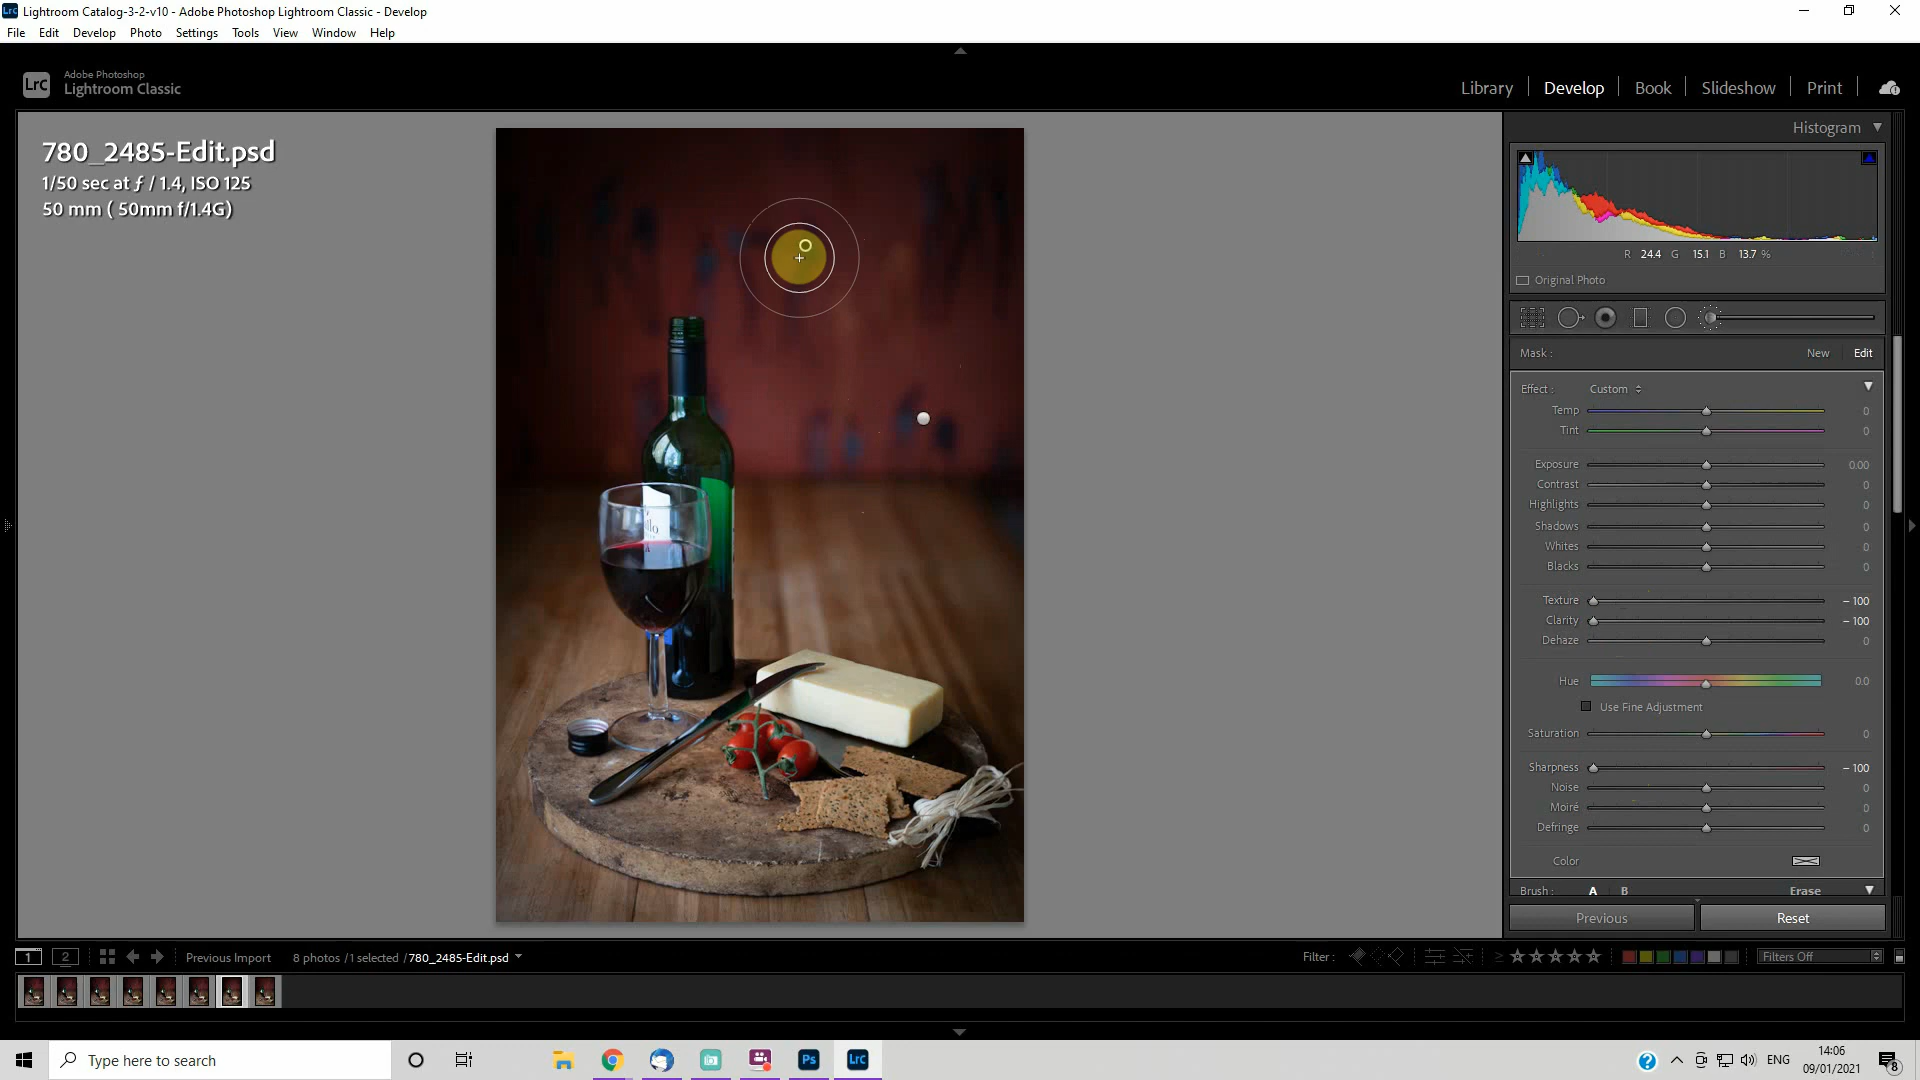 Lrc Lightroom Catalog-3-2-v10 - Adobe Photoshop Lightroom Classic - Develop
File Edit Develop Photo Settings Tools View Window Help
LrC Adobe Photoshop Lightroom Classic
Library Develop Book Slideshow Print
780_2485-Edit.psd
1/50 sec at ƒ / 1.4, ISO 125
50 mm ( 50mm f/1.4G)
Histogram
R 24.4 G 15.1 B 13.7 %
Original Photo
Mask : New Edit
Effect : Custom
Temp 0
Tint 0
Exposure 0.00
Contrast 0
Highlights 0
Shadows 0
Whites 0
Blacks 0
Texture – 100
Clarity – 100
Dehaze 0
Hue 0.0
Use Fine Adjustment
Saturation 0
Sharpness – 100
Noise 0
Moiré 0
Defringe 0
Color
Brush : A B Erase
Previous Reset
1 2 Previous Import 8 photos / 1 selected / 780_2485-Edit.psd Filter : ≥ Filters Off
Type here to search Ps LrC ENG 14:06
09/01/2021 8